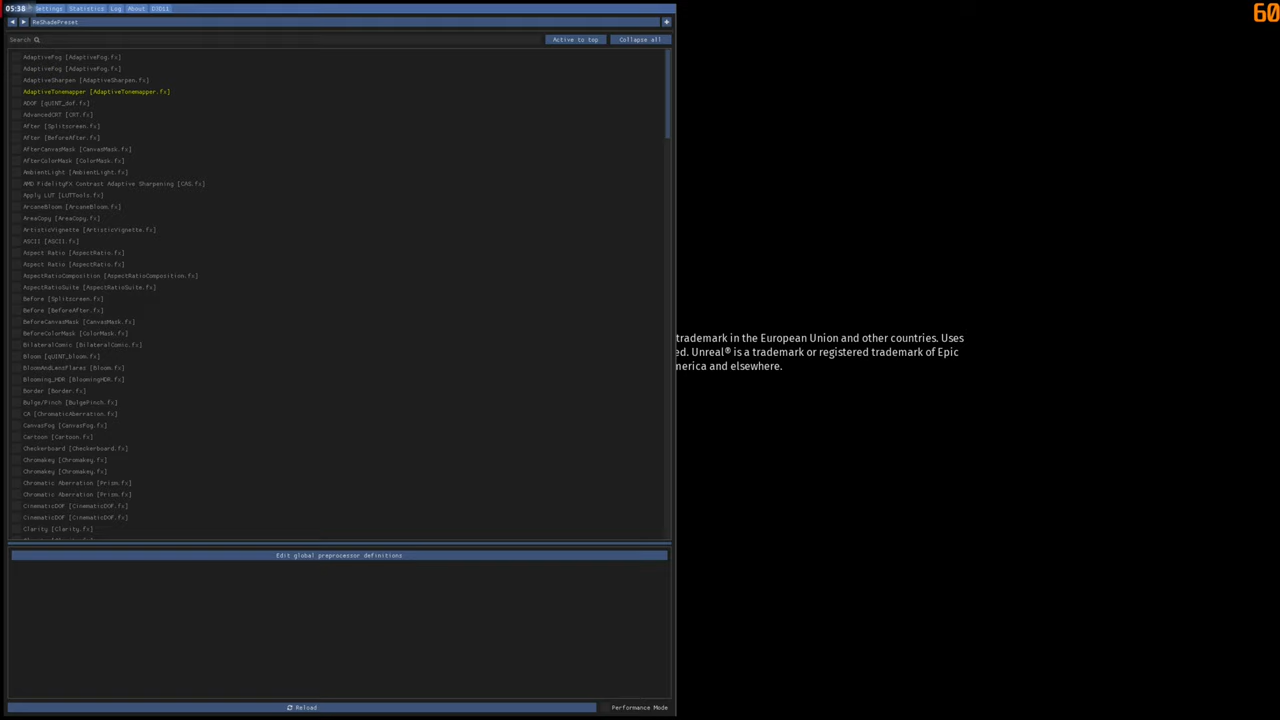 05:38 Settings Statistics Log About D3D11
60
ReShadePreset
+
Search
Active to top
Collapse all
AdaptiveFog [AdaptiveFog.fx]
AdaptiveFog [AdaptiveFog.fx]
AdaptiveSharpen [AdaptiveSharpen.fx]
AdaptiveTonemapper [AdaptiveTonemapper.fx]
ADOF [qUINT_dof.fx]
AdvancedCRT [CRT.fx]
After [Splitscreen.fx]
After [BeforeAfter.fx]
AfterCanvasMask [CanvasMask.fx]
AfterColorMask [ColorMask.fx]
AmbientLight [AmbientLight.fx]
AMD FidelityFX Contrast Adaptive Sharpening [CAS.fx]
Apply LUT [LUTTools.fx]
ArcaneBloom [ArcaneBloom.fx]
AreaCopy [AreaCopy.fx]
ArtisticVignette [ArtisticVignette.fx]
ASCII [ASCII.fx]
Aspect Ratio [AspectRatio.fx]
Aspect Ratio [AspectRatio.fx]
AspectRatioComposition [AspectRatioComposition.fx]
AspectRatioSuite [AspectRatioSuite.fx]
Before [Splitscreen.fx]
Before [BeforeAfter.fx]
BeforeCanvasMask [CanvasMask.fx]
BeforeColorMask [ColorMask.fx]
BilateralComic [BilateralComic.fx]
Bloom [qUINT_bloom.fx]
BloomAndLensflares [Bloom.fx]
Blooming_HDR [BloomingHDR.fx]
Border [Border.fx]
Bulge/Pinch [BulgePinch.fx]
CA [ChromaticAberration.fx]
CanvasFog [CanvasFog.fx]
Cartoon [Cartoon.fx]
Checkerboard [Checkerboard.fx]
Chromakey [Chromakey.fx]
Chromakey [Chromakey.fx]
Chromatic Aberration [Prism.fx]
Chromatic Aberration [Prism.fx]
CinematicDOF [CinematicDOF.fx]
CinematicDOF [CinematicDOF.fx]
Clarity [Clarity.fx]
trademark in the European Union and other countries. Uses
ed. Unreal® is a trademark or registered trademark of Epic
merica and elsewhere.
Edit global preprocessor definitions
Reload
Performance Mode